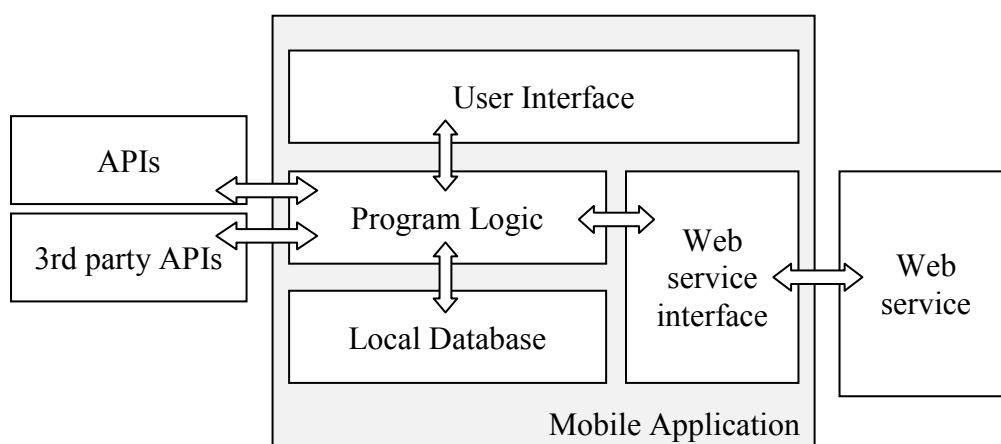 User Interface
APIs
3rd party APIs
Program Logic
Local Database
Web
service
interface
Web
service
Mobile Application